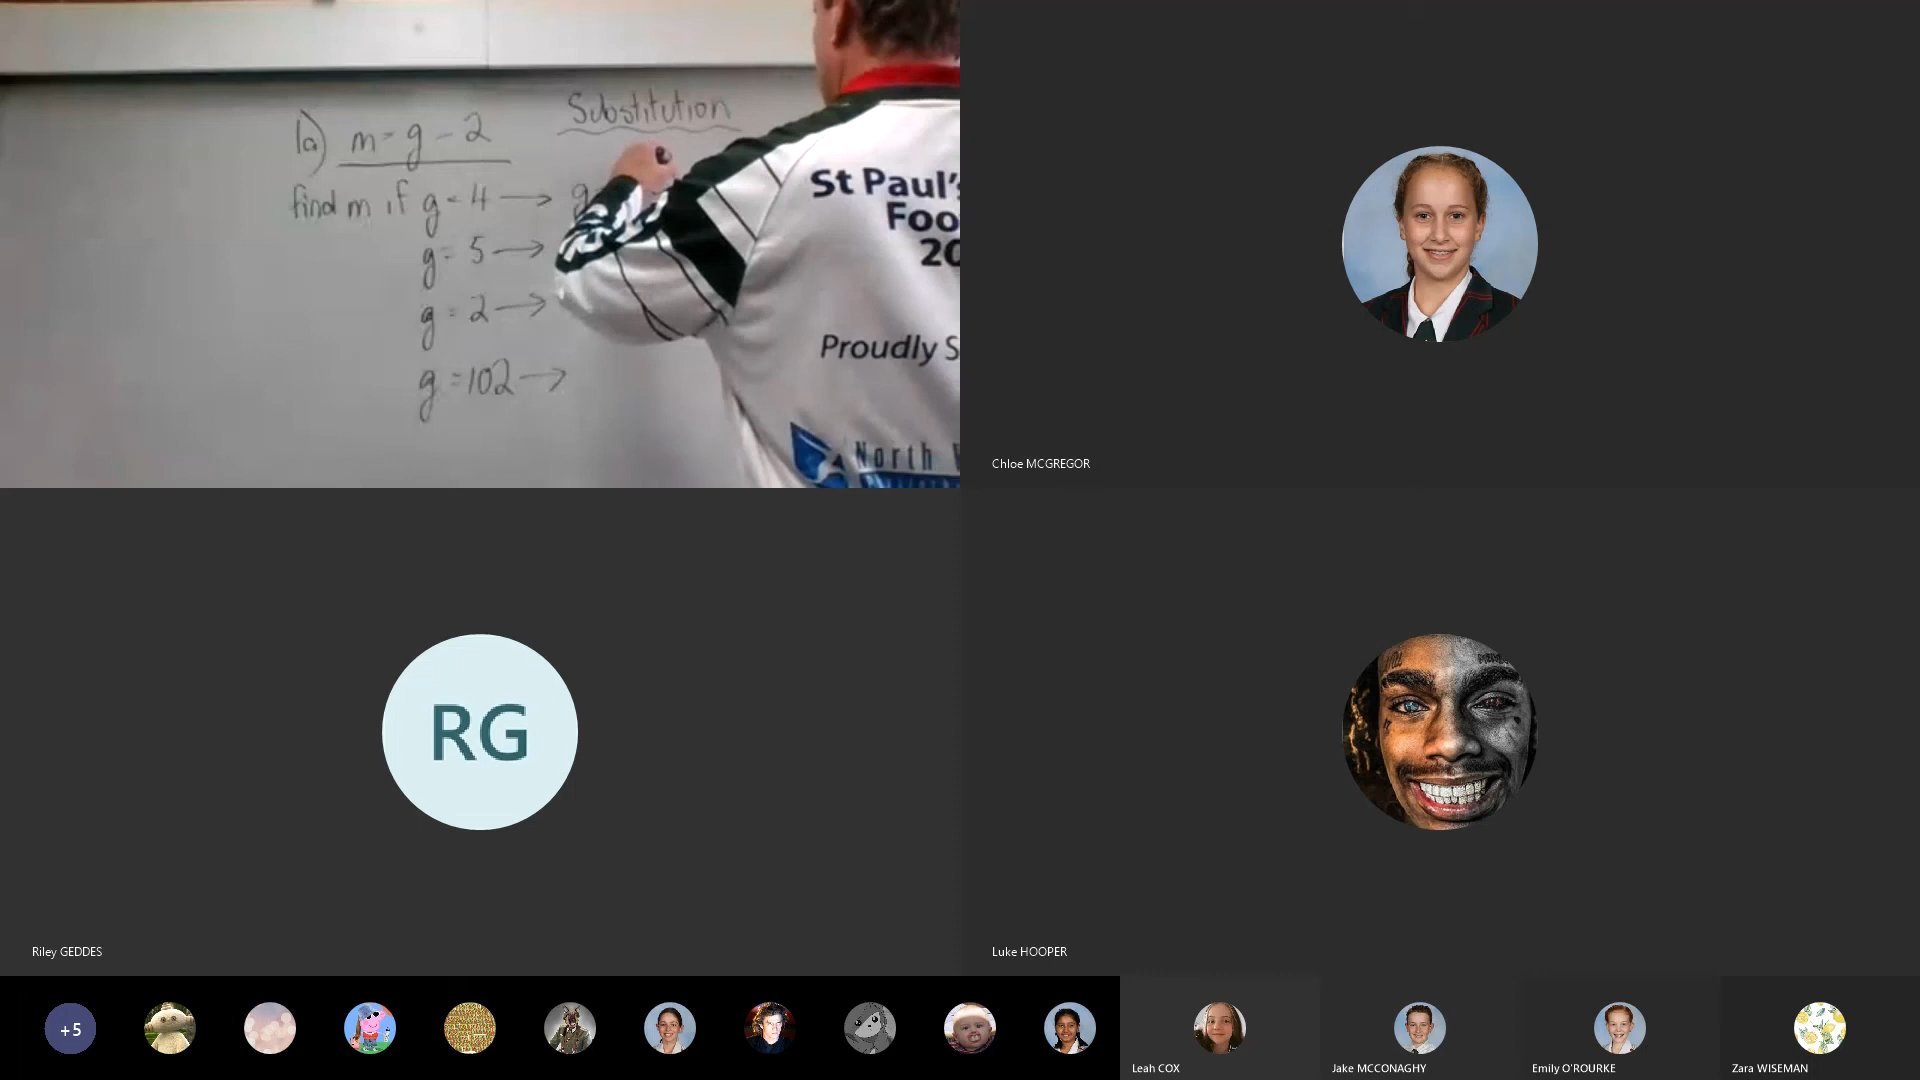 Substitution
1a) m = g - 2
find m if g = 4 → g
g = 5 →
g = 2 →
g = 102 →
St Paul's
Foo
20
Proudly S
North
Chloe MCGREGOR
RG
Riley GEDDES
Luke HOOPER
+5
Leah COX
Jake MCCONAGHY
Emily O'ROURKE
Zara WISEMAN